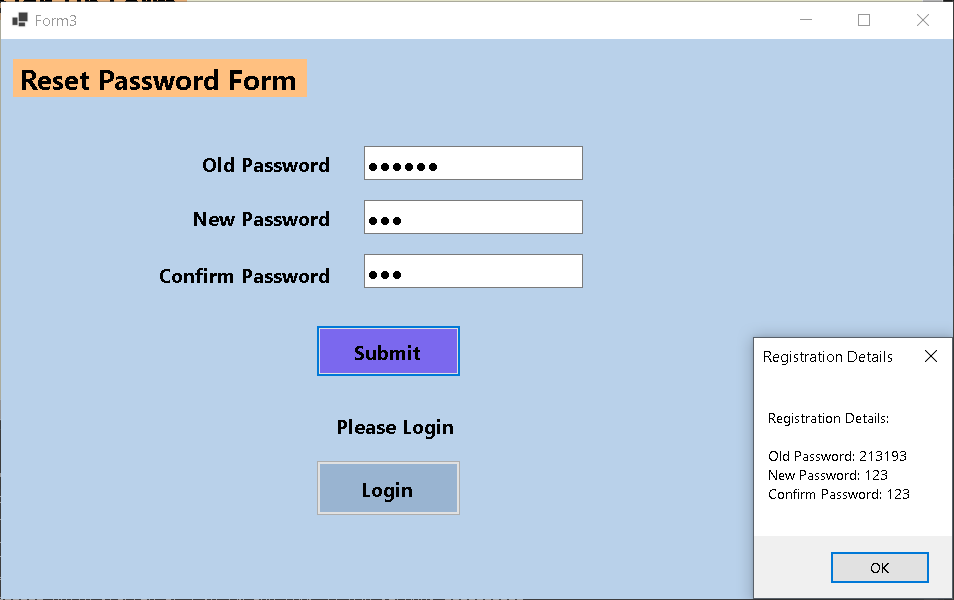 Form3
Reset Password Form
Old Password
New Password
Confirm Password
Submit
Please Login
Login
Registration Details
Registration Details:
Old Password: 213193
New Password: 123
Confirm Password: 123
OK